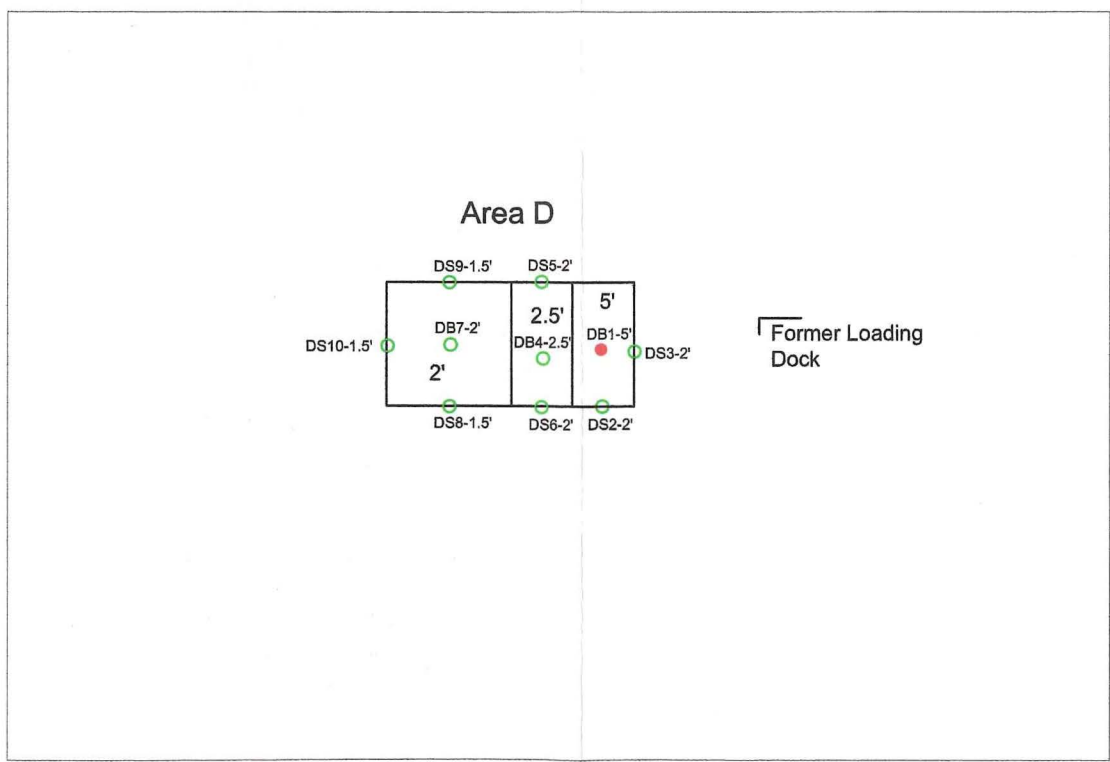 Area D
DS9-1.5'
DS5-2'
5'
2.5'
DB7-2'
DB1-5'
Former Loading
Dock
DB4-2.5'
DS10-1.5'
DS3-2'
2'
DS8-1.5'
DS6-2'
DS2-2'